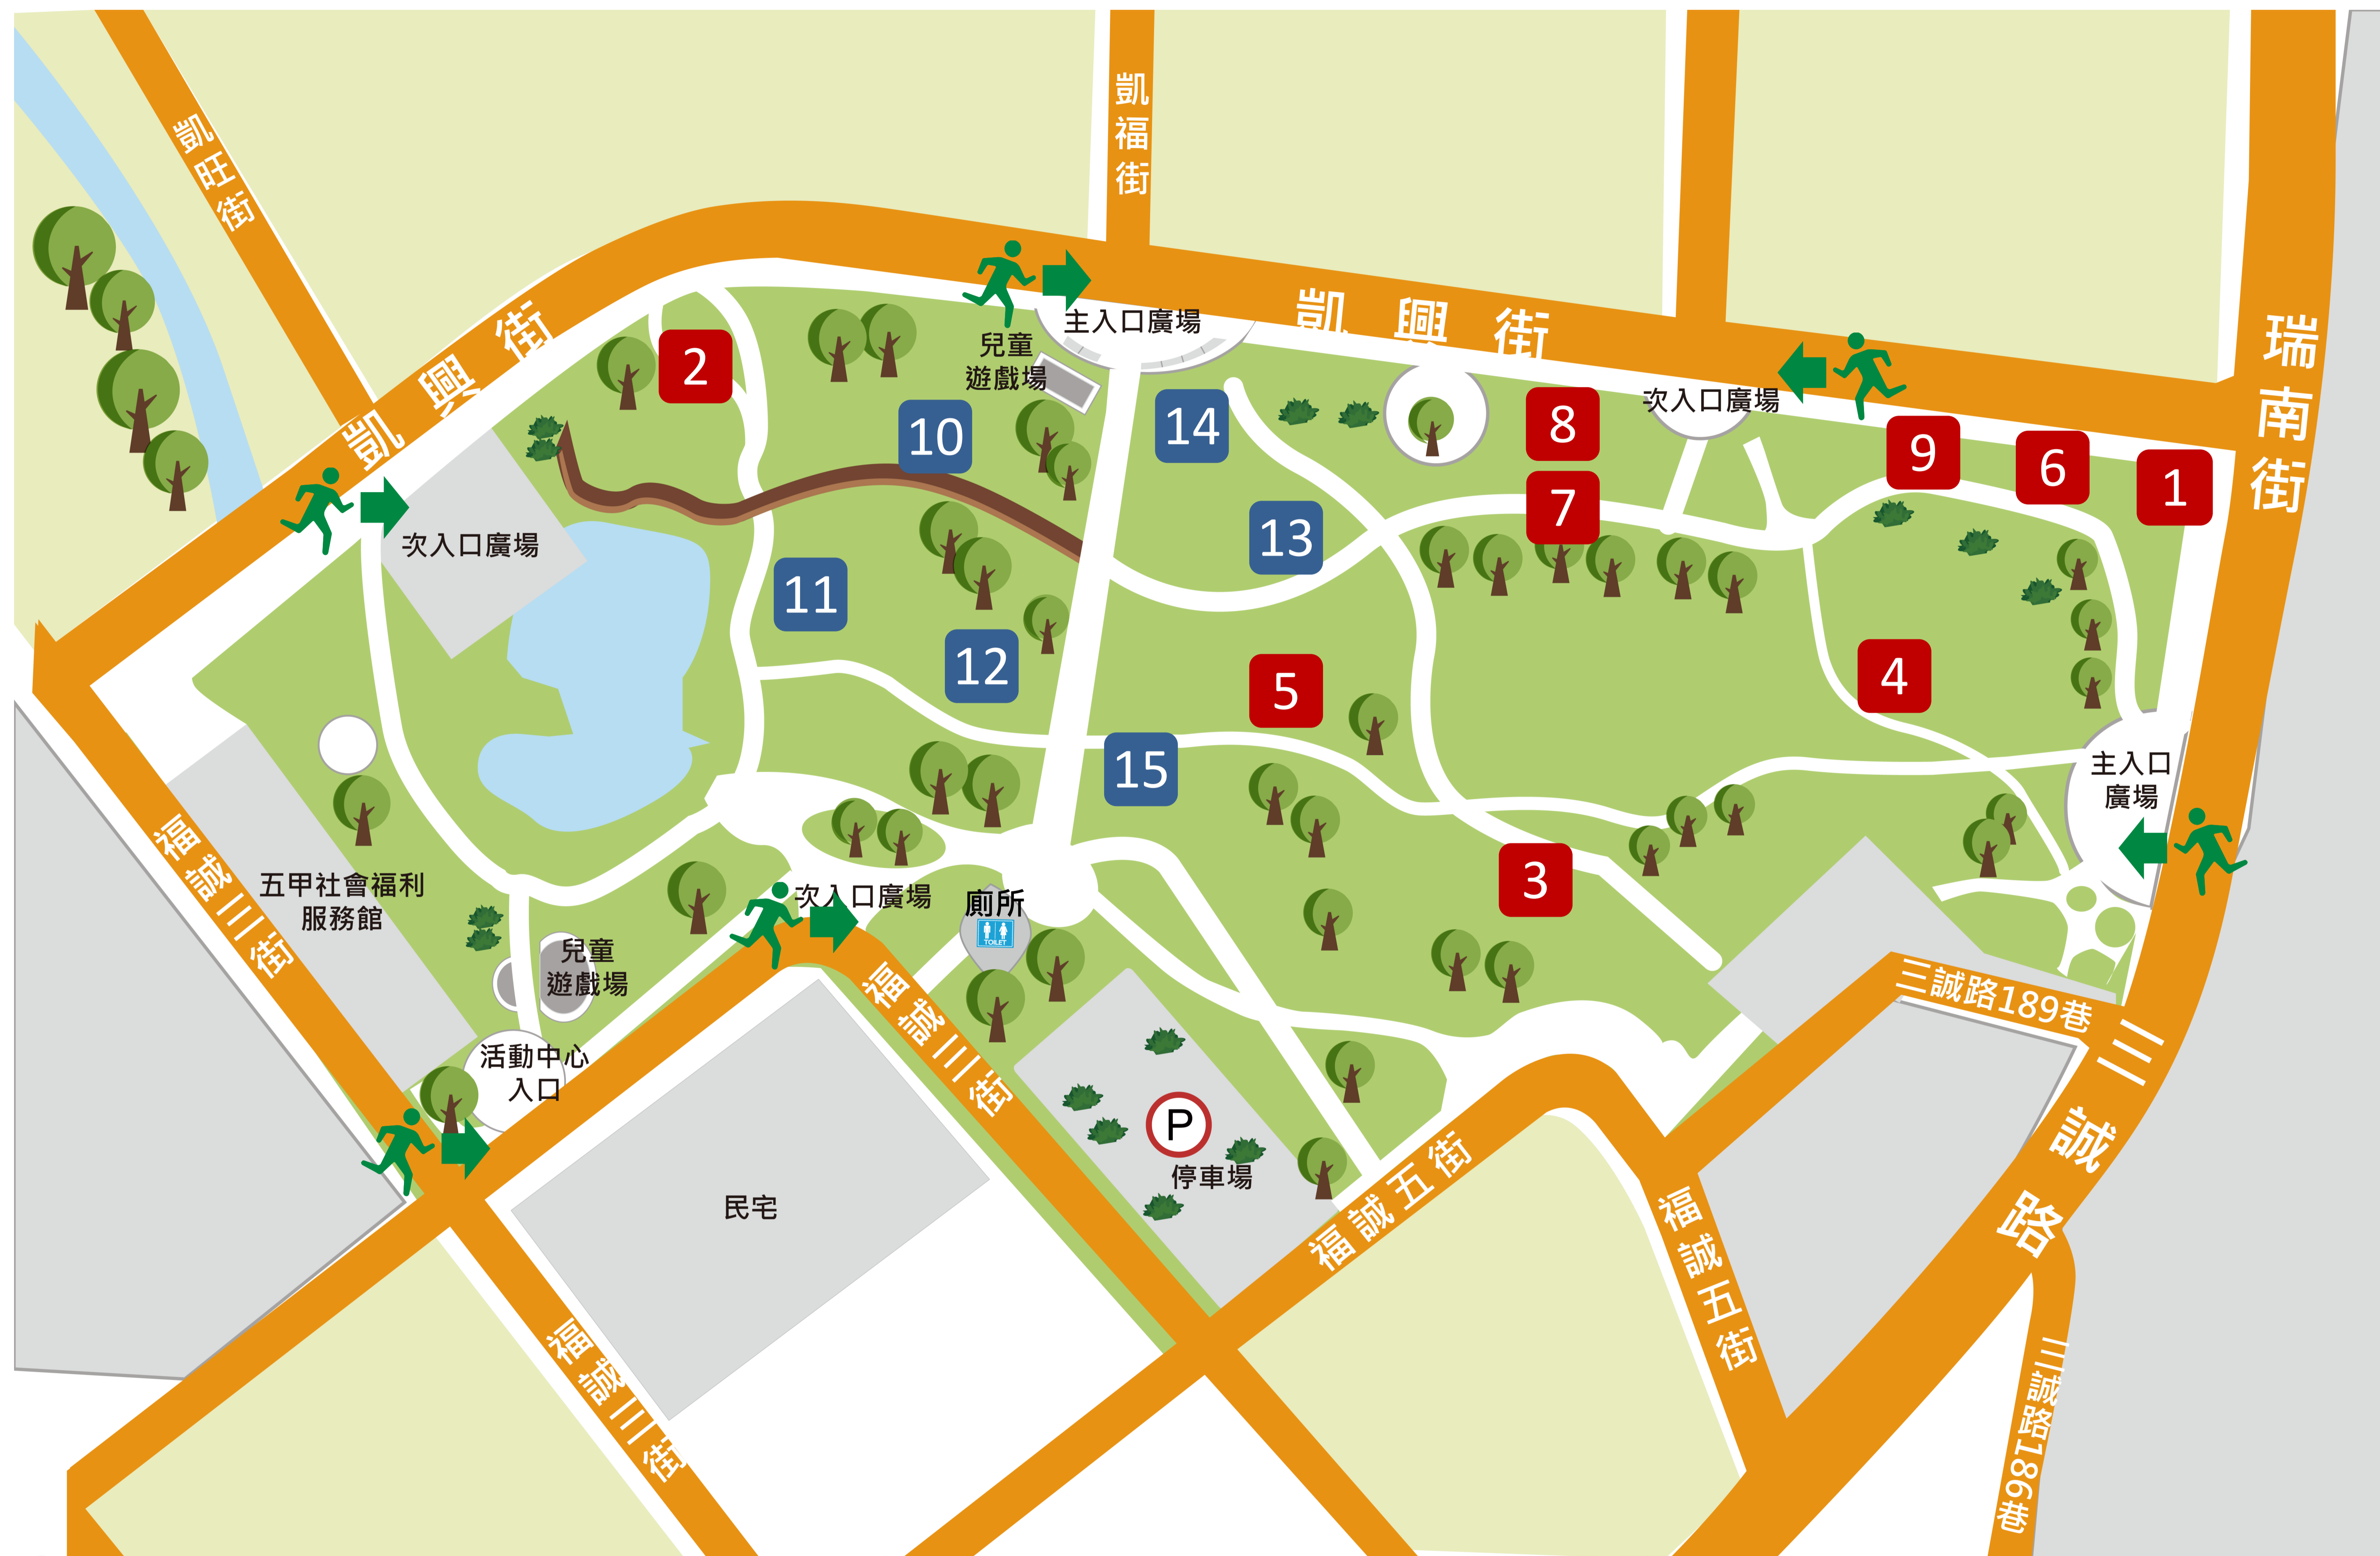 凱旺街
凱福街
凱興街
凱興街
瑞南街
主入口廣場
兒童
遊戲場
次入口廣場
2
10
14
8
7
9
6
1
13
11
12
5
4
15
3
次入口廣場
主入口
廣場
五甲社會福利
服務館
福誠三街
次入口廣場
廁所
TOILET
兒童
遊戲場
活動中心
入口
福誠三街
三誠路189巷
三誠路
P
停車場
民宅
福誠五街
福誠五街
福誠三街
三誠路189巷